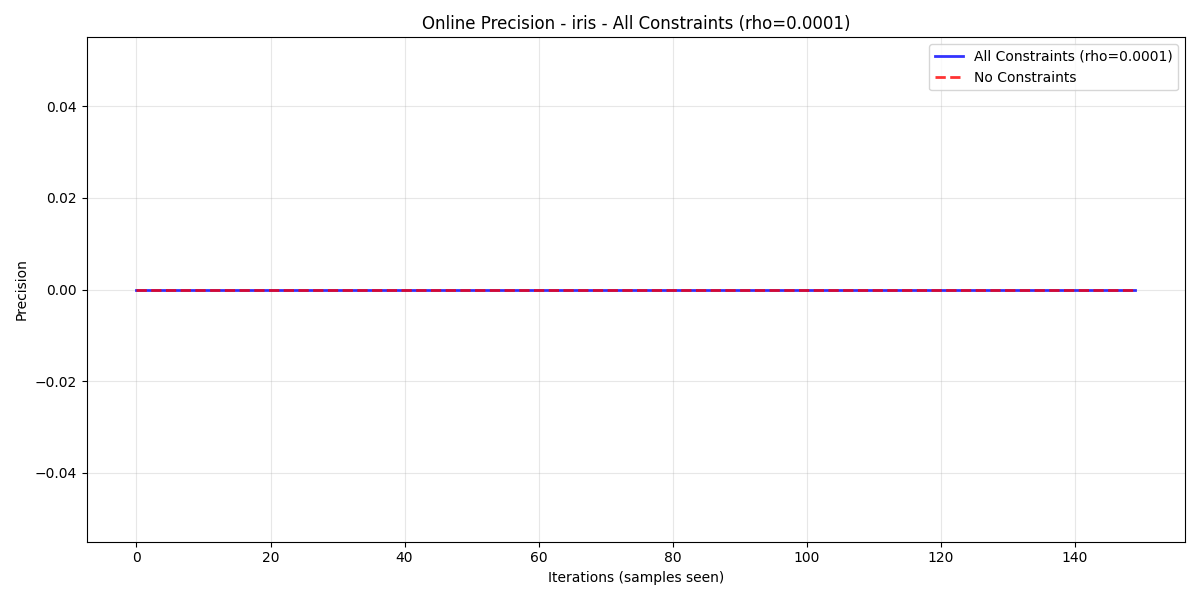 Online Precision - iris - All Constraints (rho=0.0001)
All Constraints (rho=0.0001)
No Constraints
0.04
0.02
0.00
−0.02
−0.04
Precision
0 20 40 60 80 100 120 140
Iterations (samples seen)